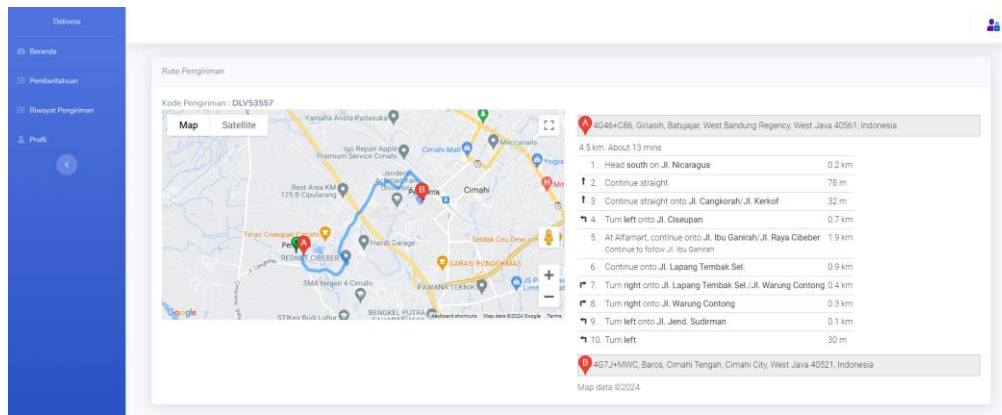 Delivess
Beranda
Pemberitahuan
Riwayat Pengiriman
Profil
Rute Pengiriman
Kode Pengiriman : DLV53557
Map Satellite
Yamaha Arista Padasuka
Igo Repair Apple
Premium Service Cimahi
Cimahi Mall
Meccanails
Yogya
Jenderal
Rest Area KM
125 B Cipularang
Cimahi
Teras Ciseupan Cimahi
Handi Garage
REDNET CIBEBER
GARASI PONDOKMAS
SMA Negeri 4 Cimahi
PAWANA TEKNIK
STIKes Budi Luhur
BENGKEL PUTRA
Google
Keyboard shortcuts Map data ©2024 Google Terms
A 4G46+C86, Giriasih, Batujajar, West Bandung Regency, West Java 40561, Indonesia
4.5 km. About 13 mins
1. Head south on Jl. Nicaragua 0.2 km
2. Continue straight 78 m
3. Continue straight onto Jl. Cangkorah/Jl. Kerkof 32 m
4. Turn left onto Jl. Ciseupan 0.7 km
5. At Alfamart, continue onto Jl. Ibu Ganirah/Jl. Raya Cibeber 1.9 km
Continue to follow Jl. Ibu Ganirah
6. Continue onto Jl. Lapang Tembak Sel. 0.9 km
7. Turn right onto Jl. Lapang Tembak Sel./Jl. Warung Contong 0.4 km
8. Turn right onto Jl. Warung Contong 0.3 km
9. Turn left onto Jl. Jend. Sudirman 0.1 km
10. Turn left 30 m
B 4G7J+MWC, Baros, Cimahi Tengah, Cimahi City, West Java 40521, Indonesia
Map data ©2024